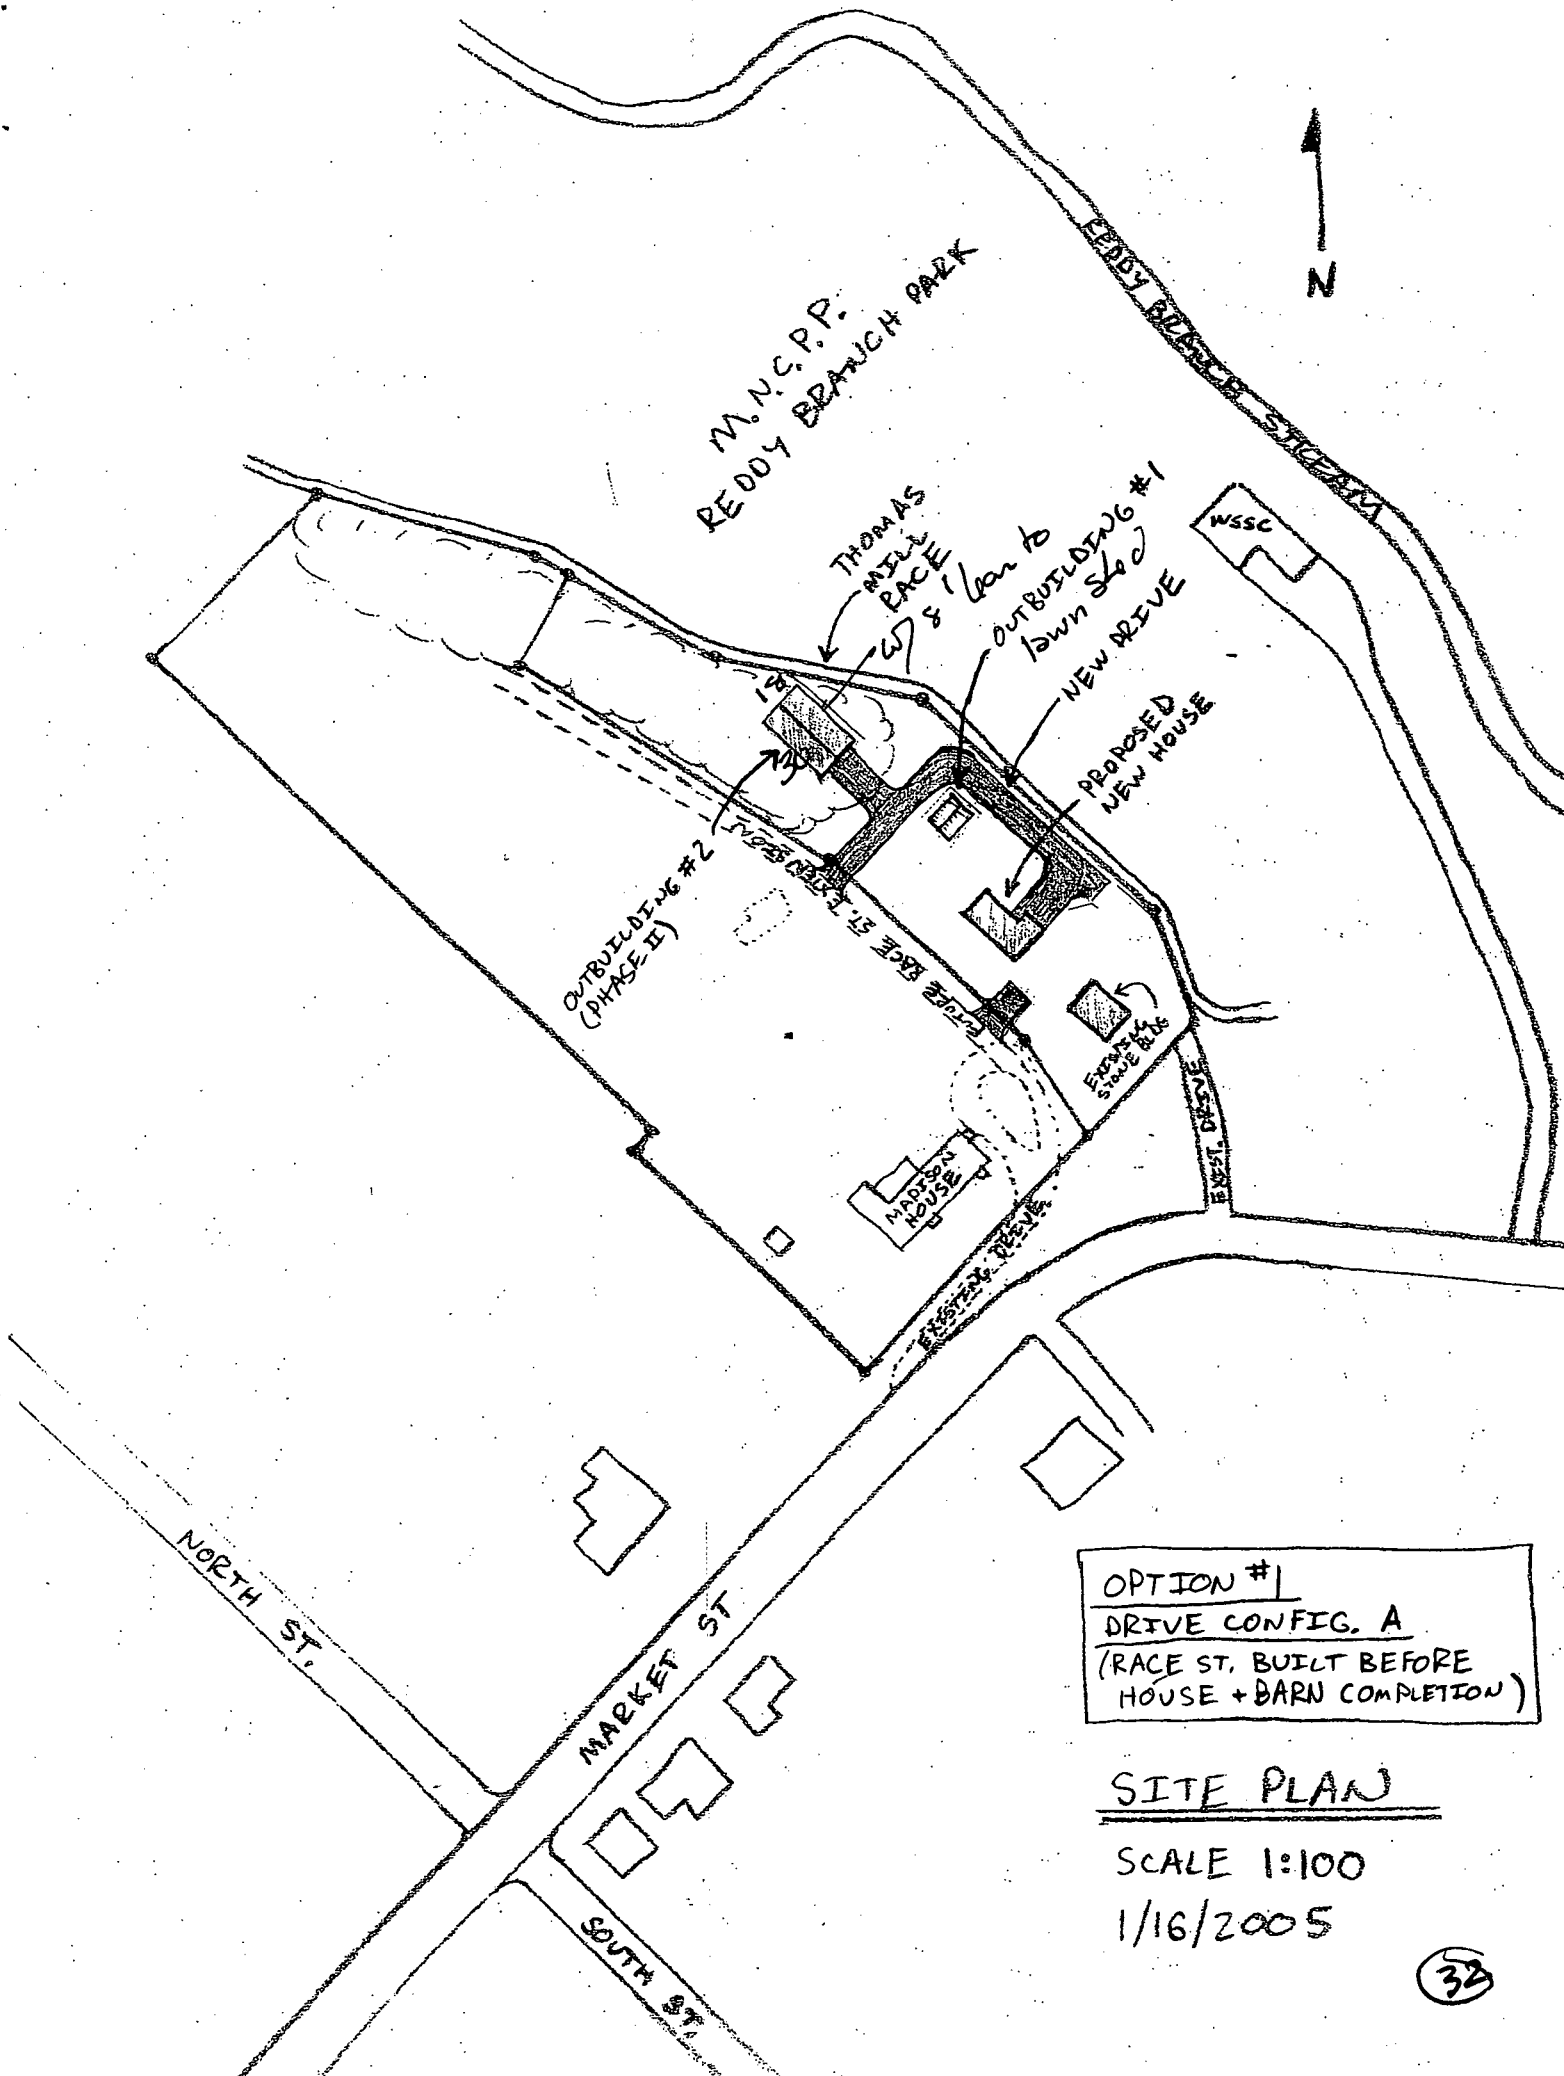 N
REDDY BRANCH STREAM
M.N.C.P.P.
REDDY BRANCH PARK
WSSC
THOMAS
MILL
RACE
w/ 8' lean to
OUTBUILDING #1
lawn shed
NEW DRIVE
PROPOSED
NEW HOUSE
18
30
OUTBUILDING #2
(PHASE II)
FUTURE RACE ST. EXTENSION
EXISTING
STONE BLDG
EXIST. DRIVE
MADISON
HOUSE
EXISTING DRIVE
NORTH ST.
MARKET ST
SOUTH ST.
OPTION #1
DRIVE CONFIG. A
(RACE ST. BUILT BEFORE
HOUSE + BARN COMPLETION)
SITE PLAN
SCALE 1:100
1/16/2005
32